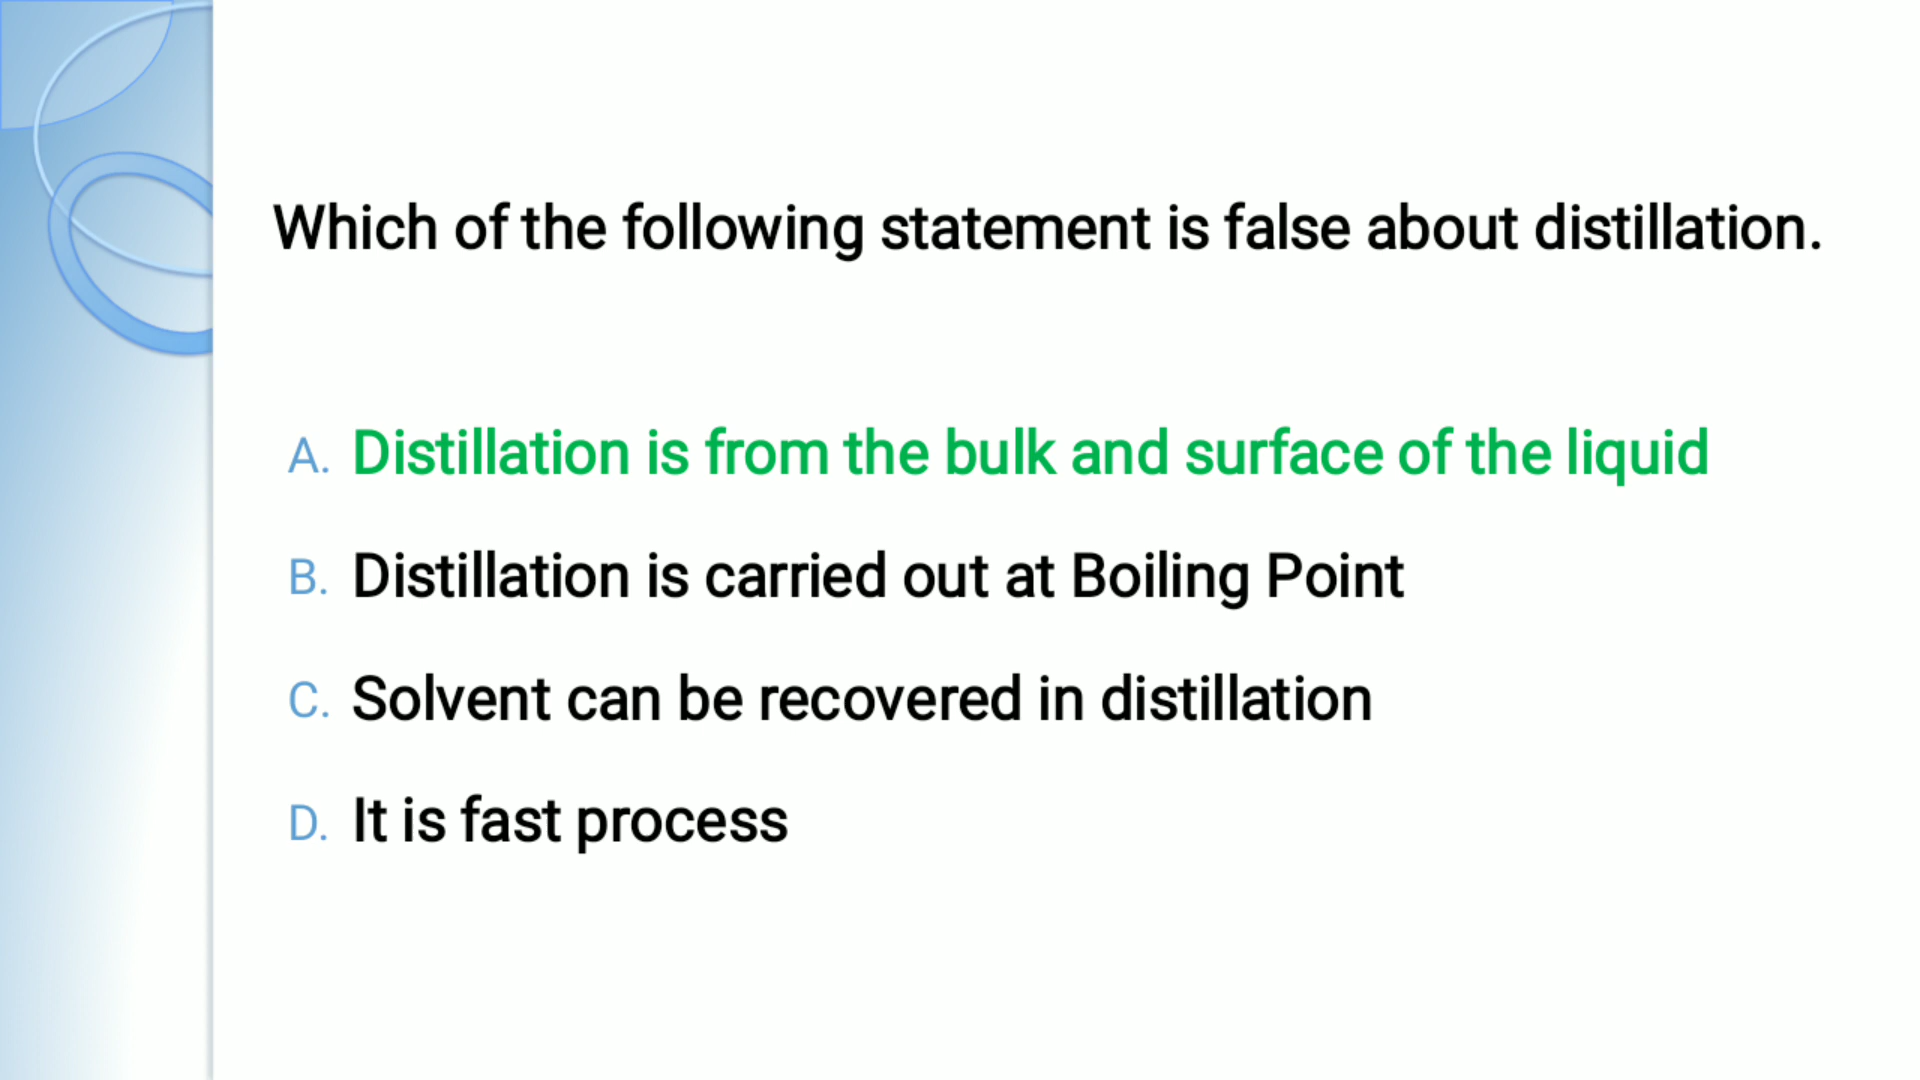 Which of the following statement is false about distillation.
A. Distillation is from the bulk and surface of the liquid
B. Distillation is carried out at Boiling Point
C. Solvent can be recovered in distillation
D. It is fast process